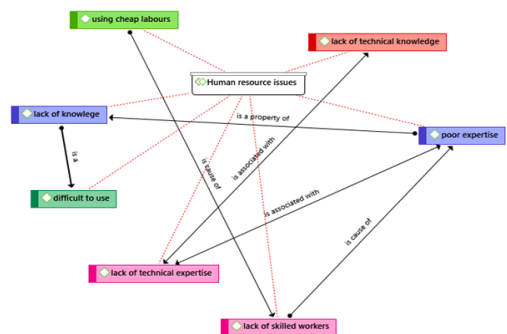 using cheap labours
lack of technical knowledge
Human resource issues
lack of knowlege
is a property of
poor expertise
is a
is cause of
is associated with
difficult to use
is associated with
is cause of
lack of technical expertise
lack of skilled workers